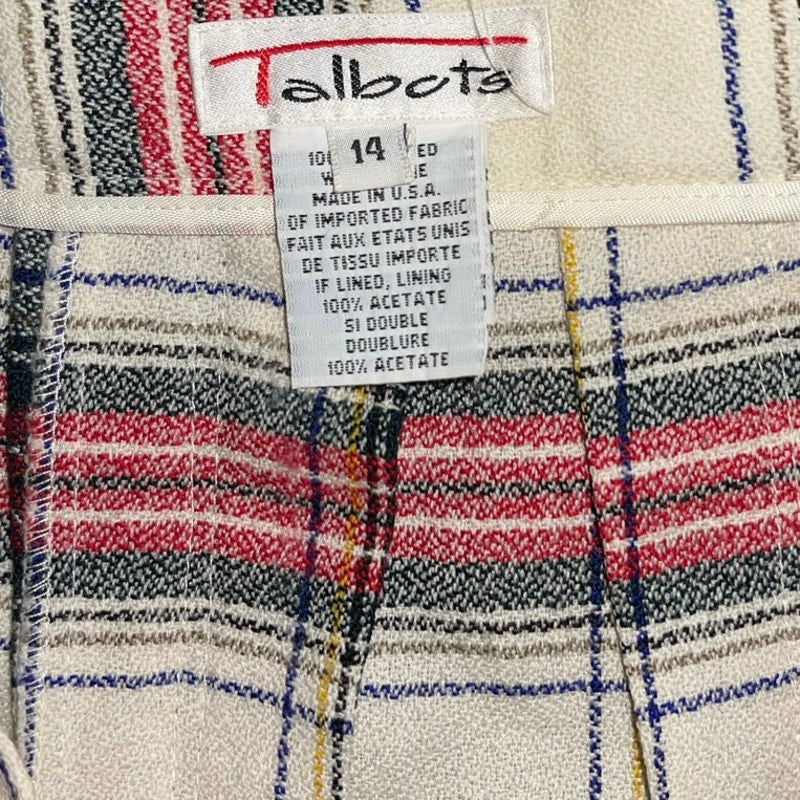 Talbots
14
MADE IN U.S.A.
OF IMPORTED FABRIC
FAIT AUX ETATS UNIS
DE TISSU IMPORTE
IF LINED, LINING
100% ACETATE
SI DOUBLE
DOUBLURE
100% ACETATE